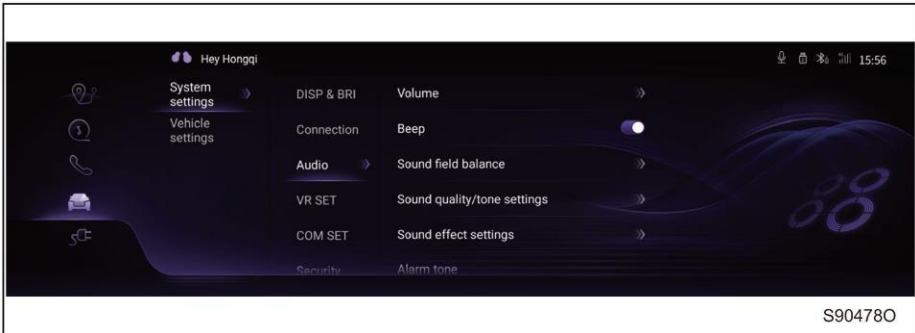 Hey Hongqi
15:56
System
settings
Vehicle
settings
DISP & BRI
Connection
Audio
VR SET
COM SET
Security
Volume
Beep
Sound field balance
Sound quality/tone settings
Sound effect settings
Alarm tone
S90478O